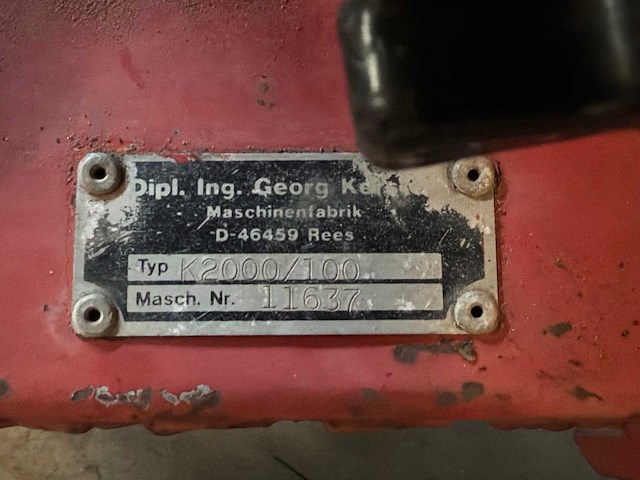 Dipl. Ing. Georg
Maschinenfabrik
D-46459 Rees
Typ K2000/100
Masch. Nr. 11637